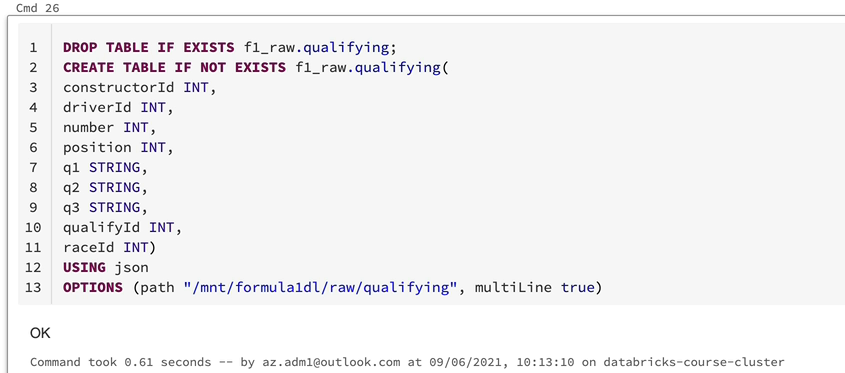 Cmd 26
1 DROP TABLE IF EXISTS f1_raw.qualifying;
2 CREATE TABLE IF NOT EXISTS f1_raw.qualifying(
3 constructorId INT,
4 driverId INT,
5 number INT,
6 position INT,
7 q1 STRING,
8 q2 STRING,
9 q3 STRING,
10 qualifyId INT,
11 raceId INT)
12 USING json
13 OPTIONS (path "/mnt/formula1dl/raw/qualifying", multiLine true)
OK
Command took 0.61 seconds -- by az.adm1@outlook.com at 09/06/2021, 10:13:10 on databricks-course-cluster